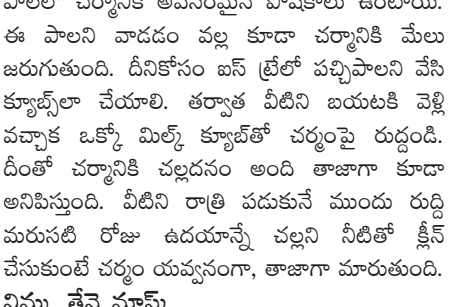 పాలలో చర్మానికి అవసరమైన పోషకాలు ఉంటాయి.
ఈ పాలని వాడడం వల్ల కూడా చర్మానికి మేలు
జరుగుతుంది. దీనికోసం ఐస్ ట్రేలో పచ్చిపాలని వేసి
క్యూబ్స్‌లా చేయాలి. తర్వాత వీటిని బయటకి వెళ్లి
వచ్చాక ఒక్కో మిల్క్ క్యూబ్‌తో చర్మంపై రుద్దండి.
దీంతో చర్మానికి చల్లదనం అంది తాజాగా కూడా
అనిపిస్తుంది. వీటిని రాత్రి పడుకునే ముందు రుద్ది
మరుసటి రోజు ఉదయాన్నే చల్లని నీటితో క్లీన్
చేసుకుంటే చర్మం యవ్వనంగా, తాజాగా మారుతుంది.
నిమ్మ, తేనె మాస్క్